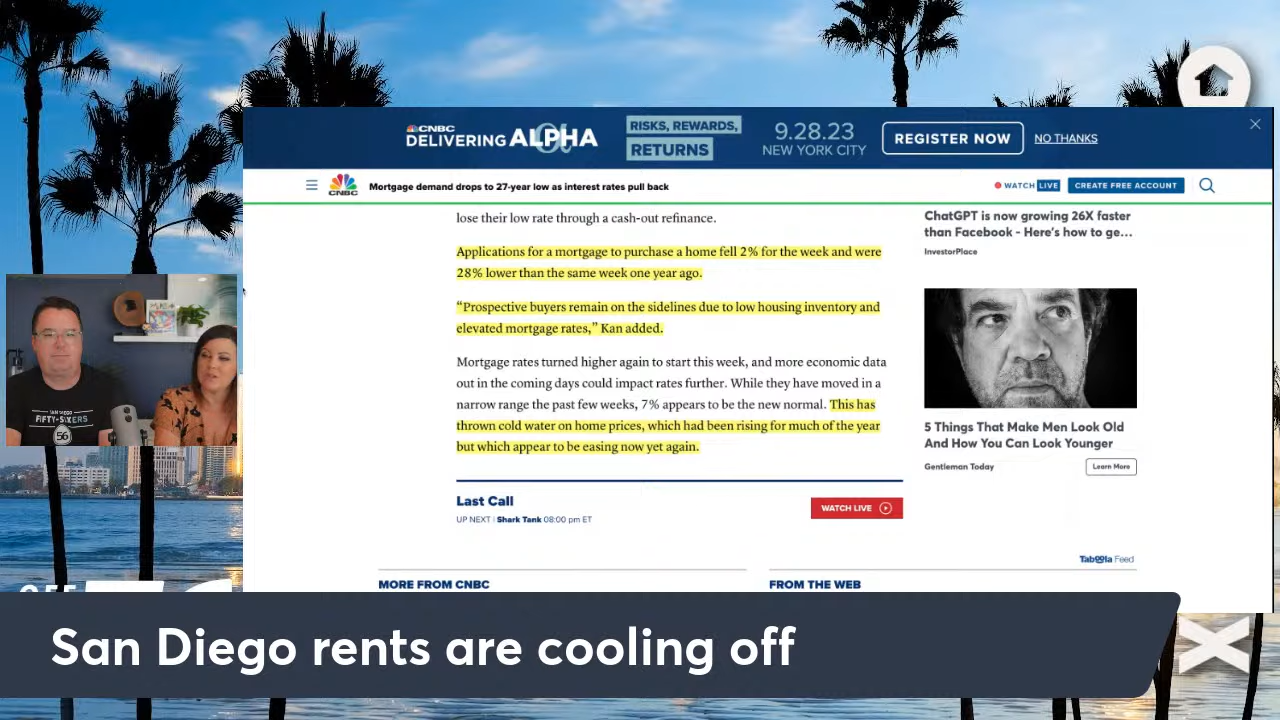 CNBC
DELIVERING ALPHA
RISKS, REWARDS,
RETURNS
9.28.23
NEW YORK CITY
REGISTER NOW
NO THANKS
CNBC
Mortgage demand drops to 27-year low as interest rates pull back
WATCH LIVE
CREATE FREE ACCOUNT
lose their low rate through a cash-out refinance.
Applications for a mortgage to purchase a home fell 2% for the week and were
28% lower than the same week one year ago.
“Prospective buyers remain on the sidelines due to low housing inventory and
elevated mortgage rates,” Kan added.
Mortgage rates turned higher again to start this week, and more economic data
out in the coming days could impact rates further. While they have moved in a
narrow range the past few weeks, 7% appears to be the new normal. This has
thrown cold water on home prices, which had been rising for much of the year
but which appear to be easing now yet again.
Last Call
UP NEXT | Shark Tank 08:00 pm ET
WATCH LIVE
ChatGPT is now growing 26X faster
than Facebook - Here's how to ge...
InvestorPlace
5 Things That Make Men Look Old
And How You Can Look Younger
Gentleman Today
Learn More
Taboola Feed
MORE FROM CNBC
FROM THE WEB
SAN DIEGO
FIFTY-SIXERS
56
San Diego rents are cooling off